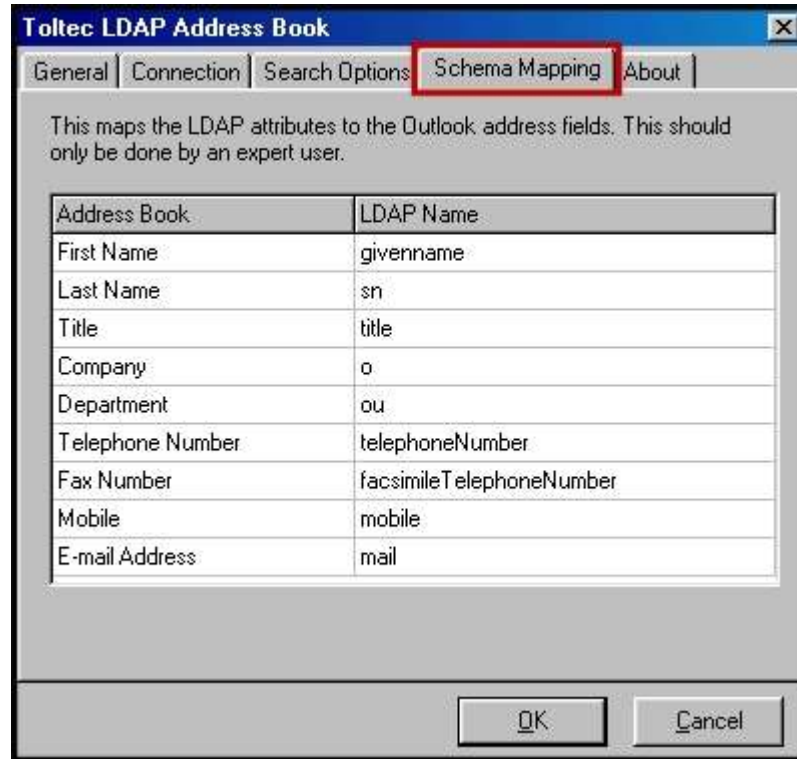 Toltec LDAP Address Book
General Connection Search Options Schema Mapping About
This maps the LDAP attributes to the Outlook address fields. This should
only be done by an expert user.
Address Book LDAP Name
First Name givenname
Last Name sn
Title title
Company o
Department ou
Telephone Number telephoneNumber
Fax Number facsimileTelephoneNumber
Mobile mobile
E-mail Address mail
OK Cancel